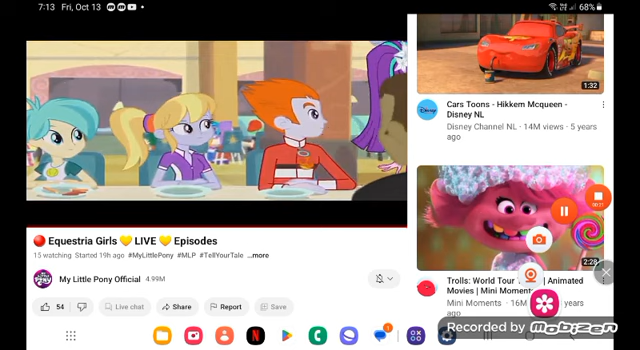 7:13 Fri, Oct 13
68%
1:32
Cars Toons - Hikkem Mcqueen -
Disney NL
Disney Channel NL · 14M views · 5 years
ago
🔴 Equestria Girls 💛 LIVE 💛 Episodes
15 watching Started 19h ago #MyLittlePony #MLP #TellYourTale ...more
My Little Pony Official 4.99M
54
Live chat
Share
Report
Save
2:28
Trolls: World Tour
| Animated
Movies | Mini Moments
Mini Moments · 16M
years
ago
Recorded by Mobizen